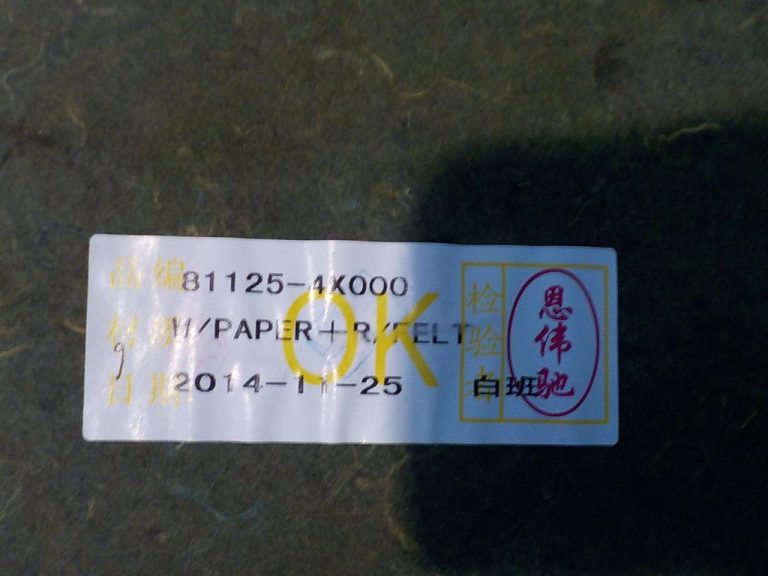 品编 81125-4X000
材质 W/PAPER+R/FELT
日期 2014-11-25
OK
检验者
白班
恩伟驰